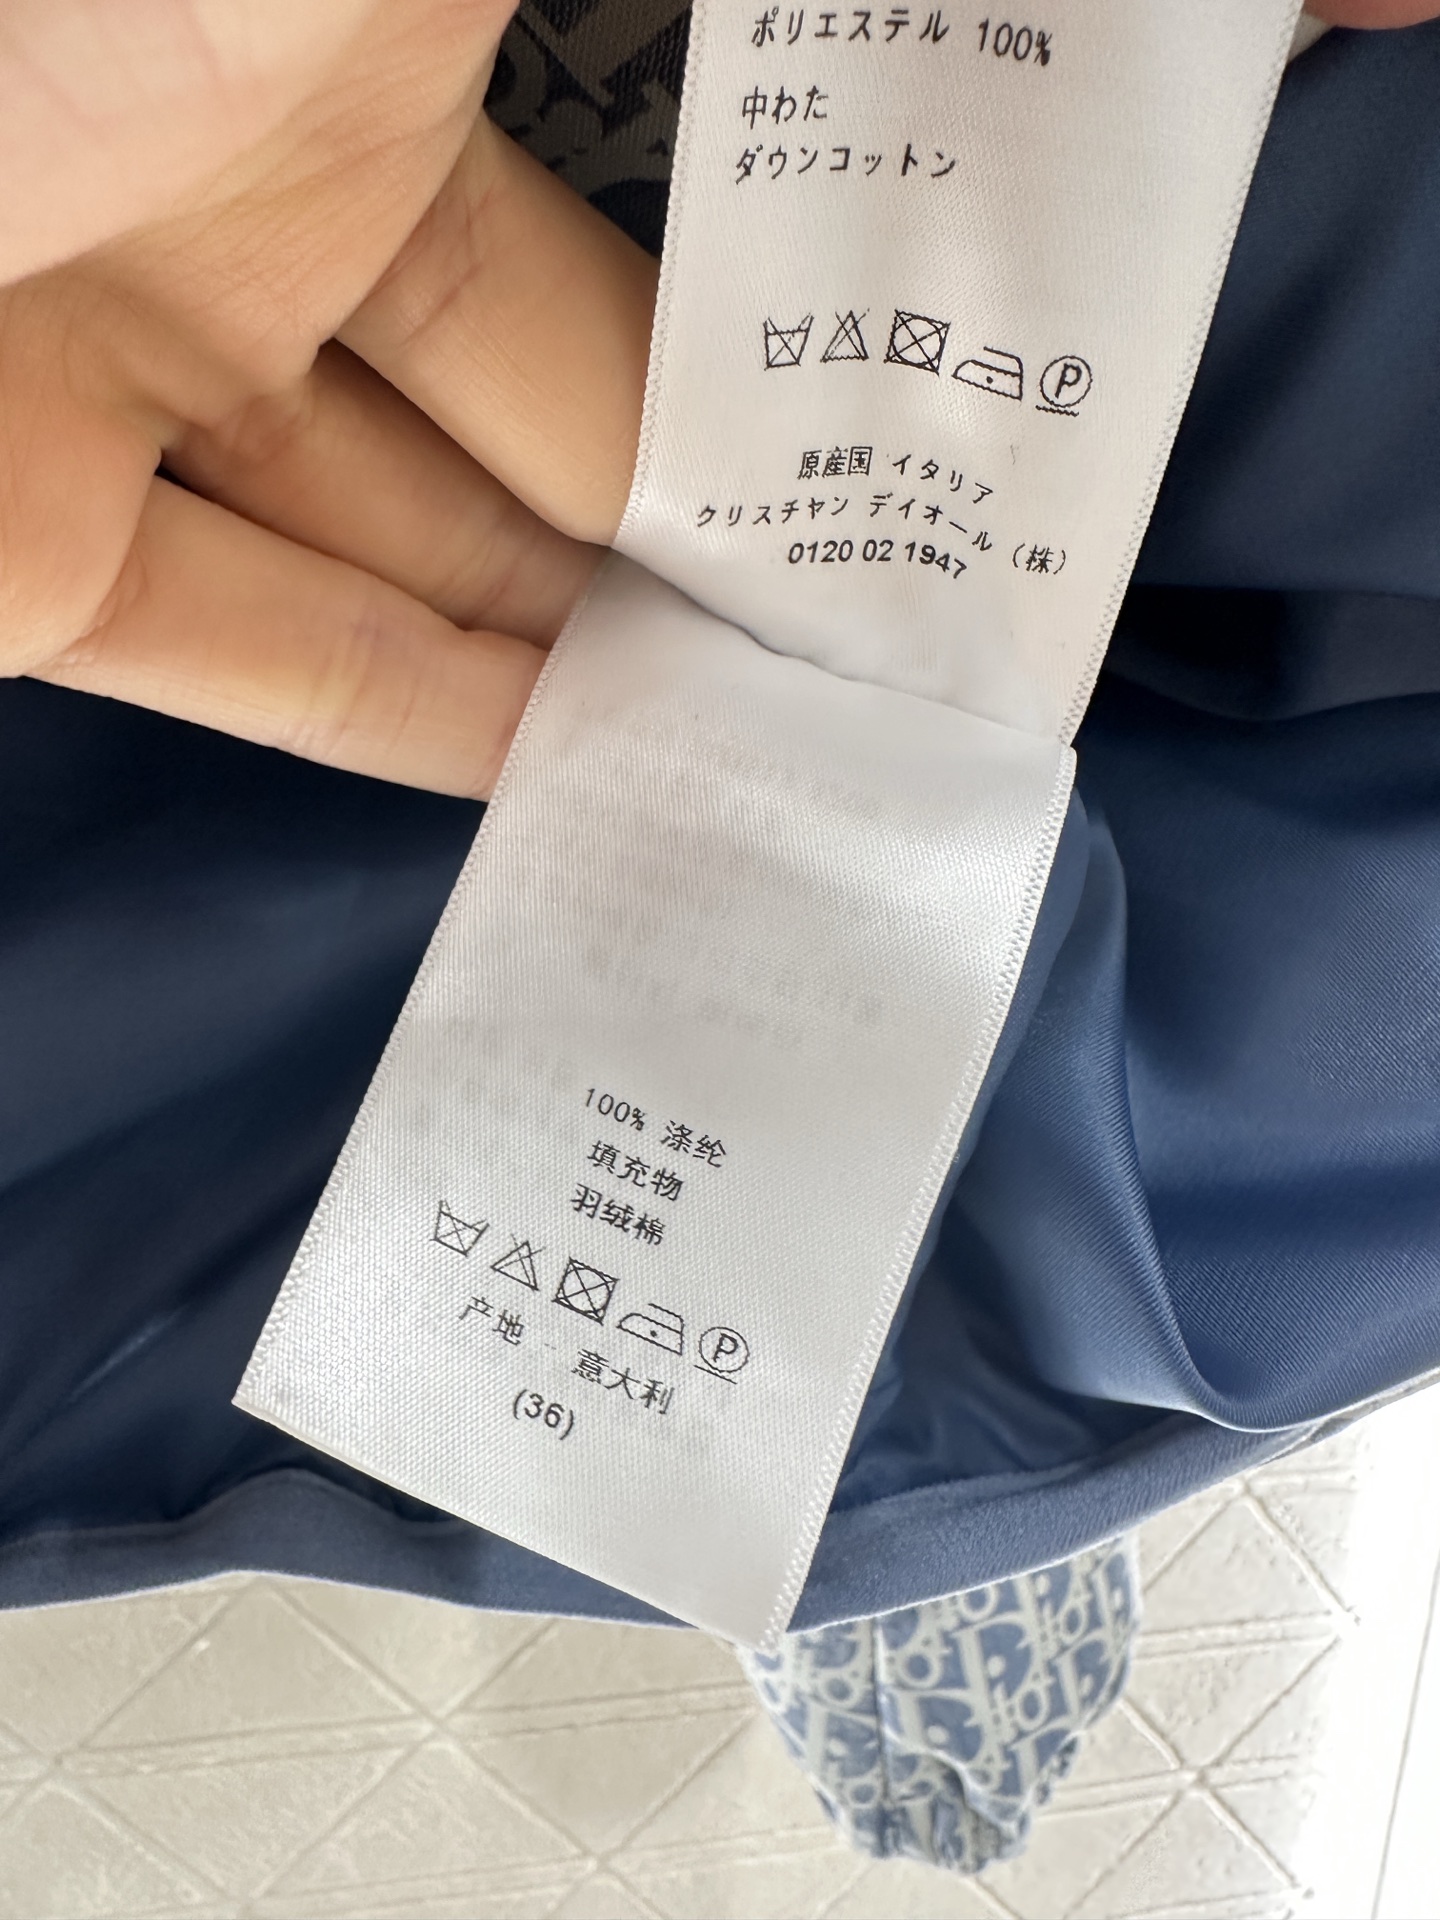 ポリエステル 100%
中わた
ダウンコットン
P
原産国 イタリア
クリスチャン デイオール (株)
0120 02 1947
100% 涤纶
填充物
羽绒棉
P
产地 - 意大利
(36)
Dior